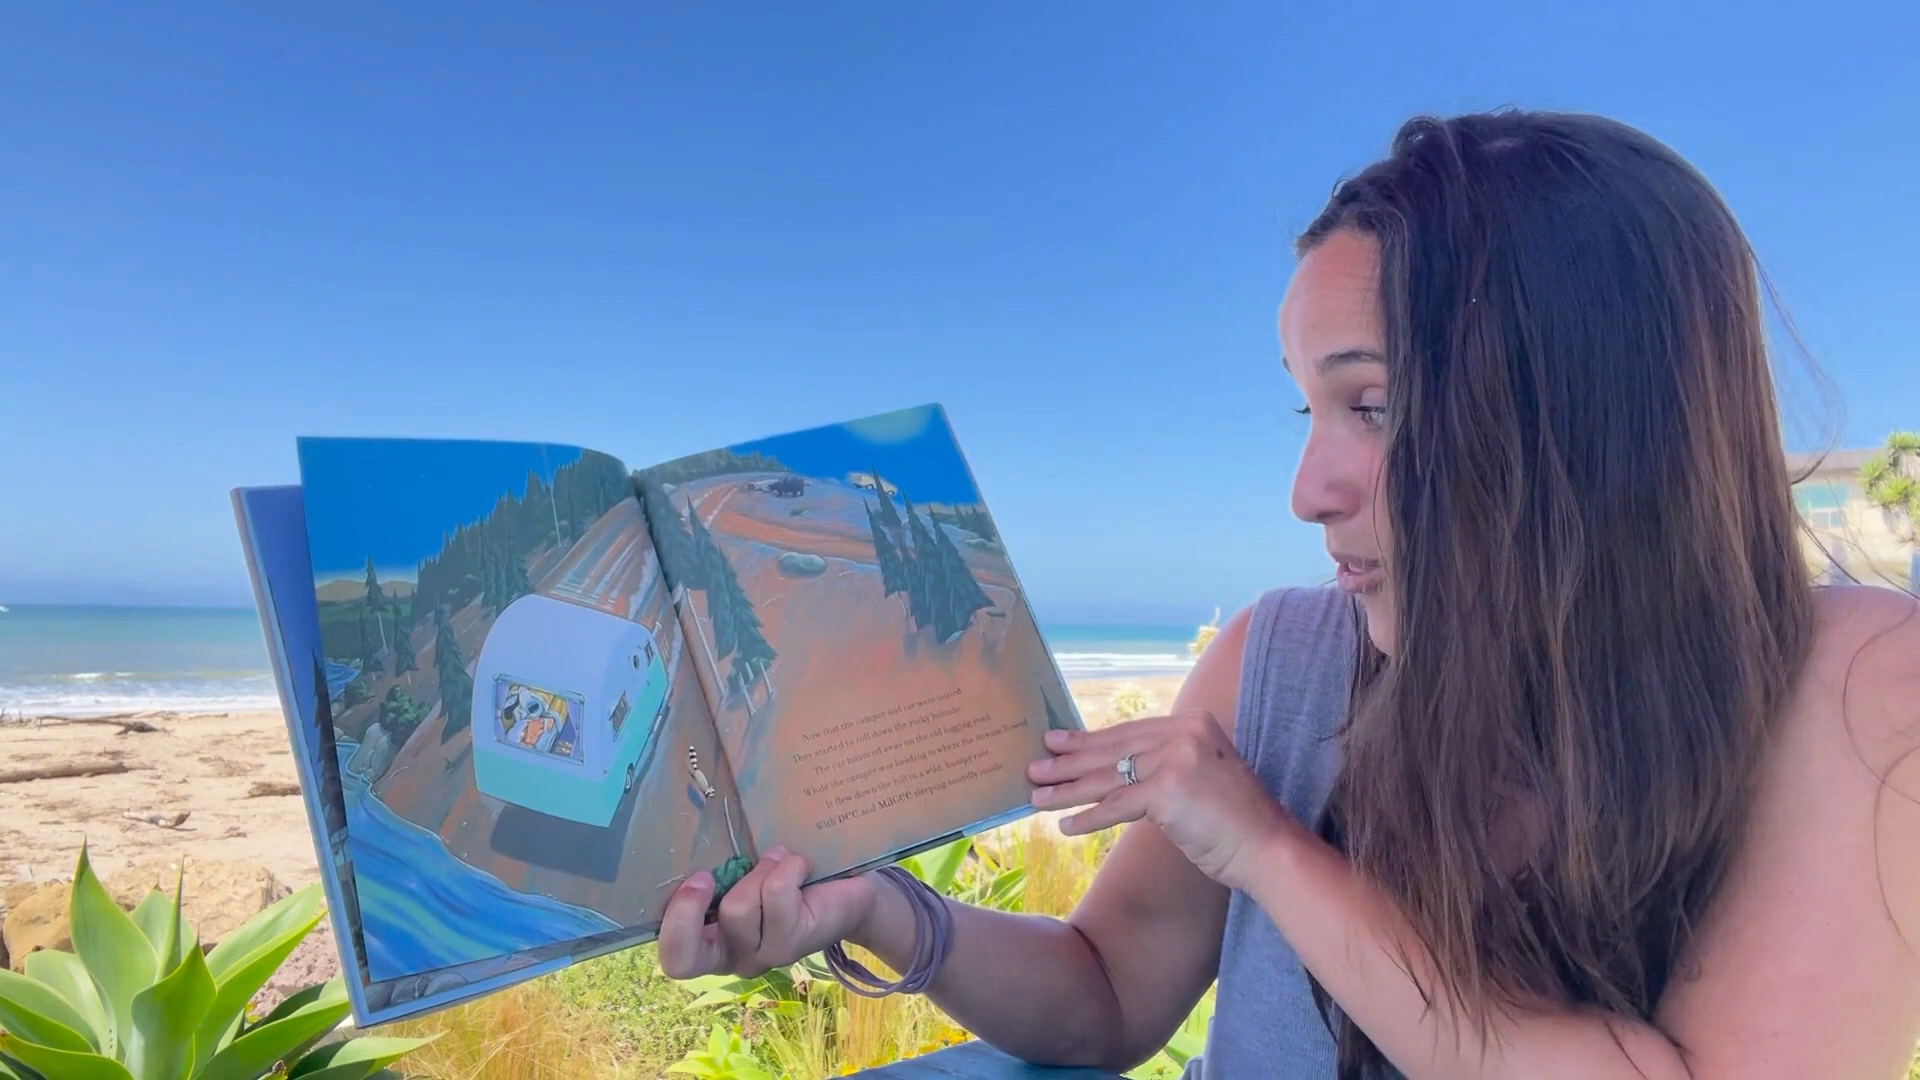 Now that the camper and car were untied
They started to roll down the rocky hillside.
The car bounced away on the old logging road,
While the camper was heading to where the stream flowed
It flew down the hill in a wild, bumpy ride,
With Dee and Magee sleeping soundly inside.